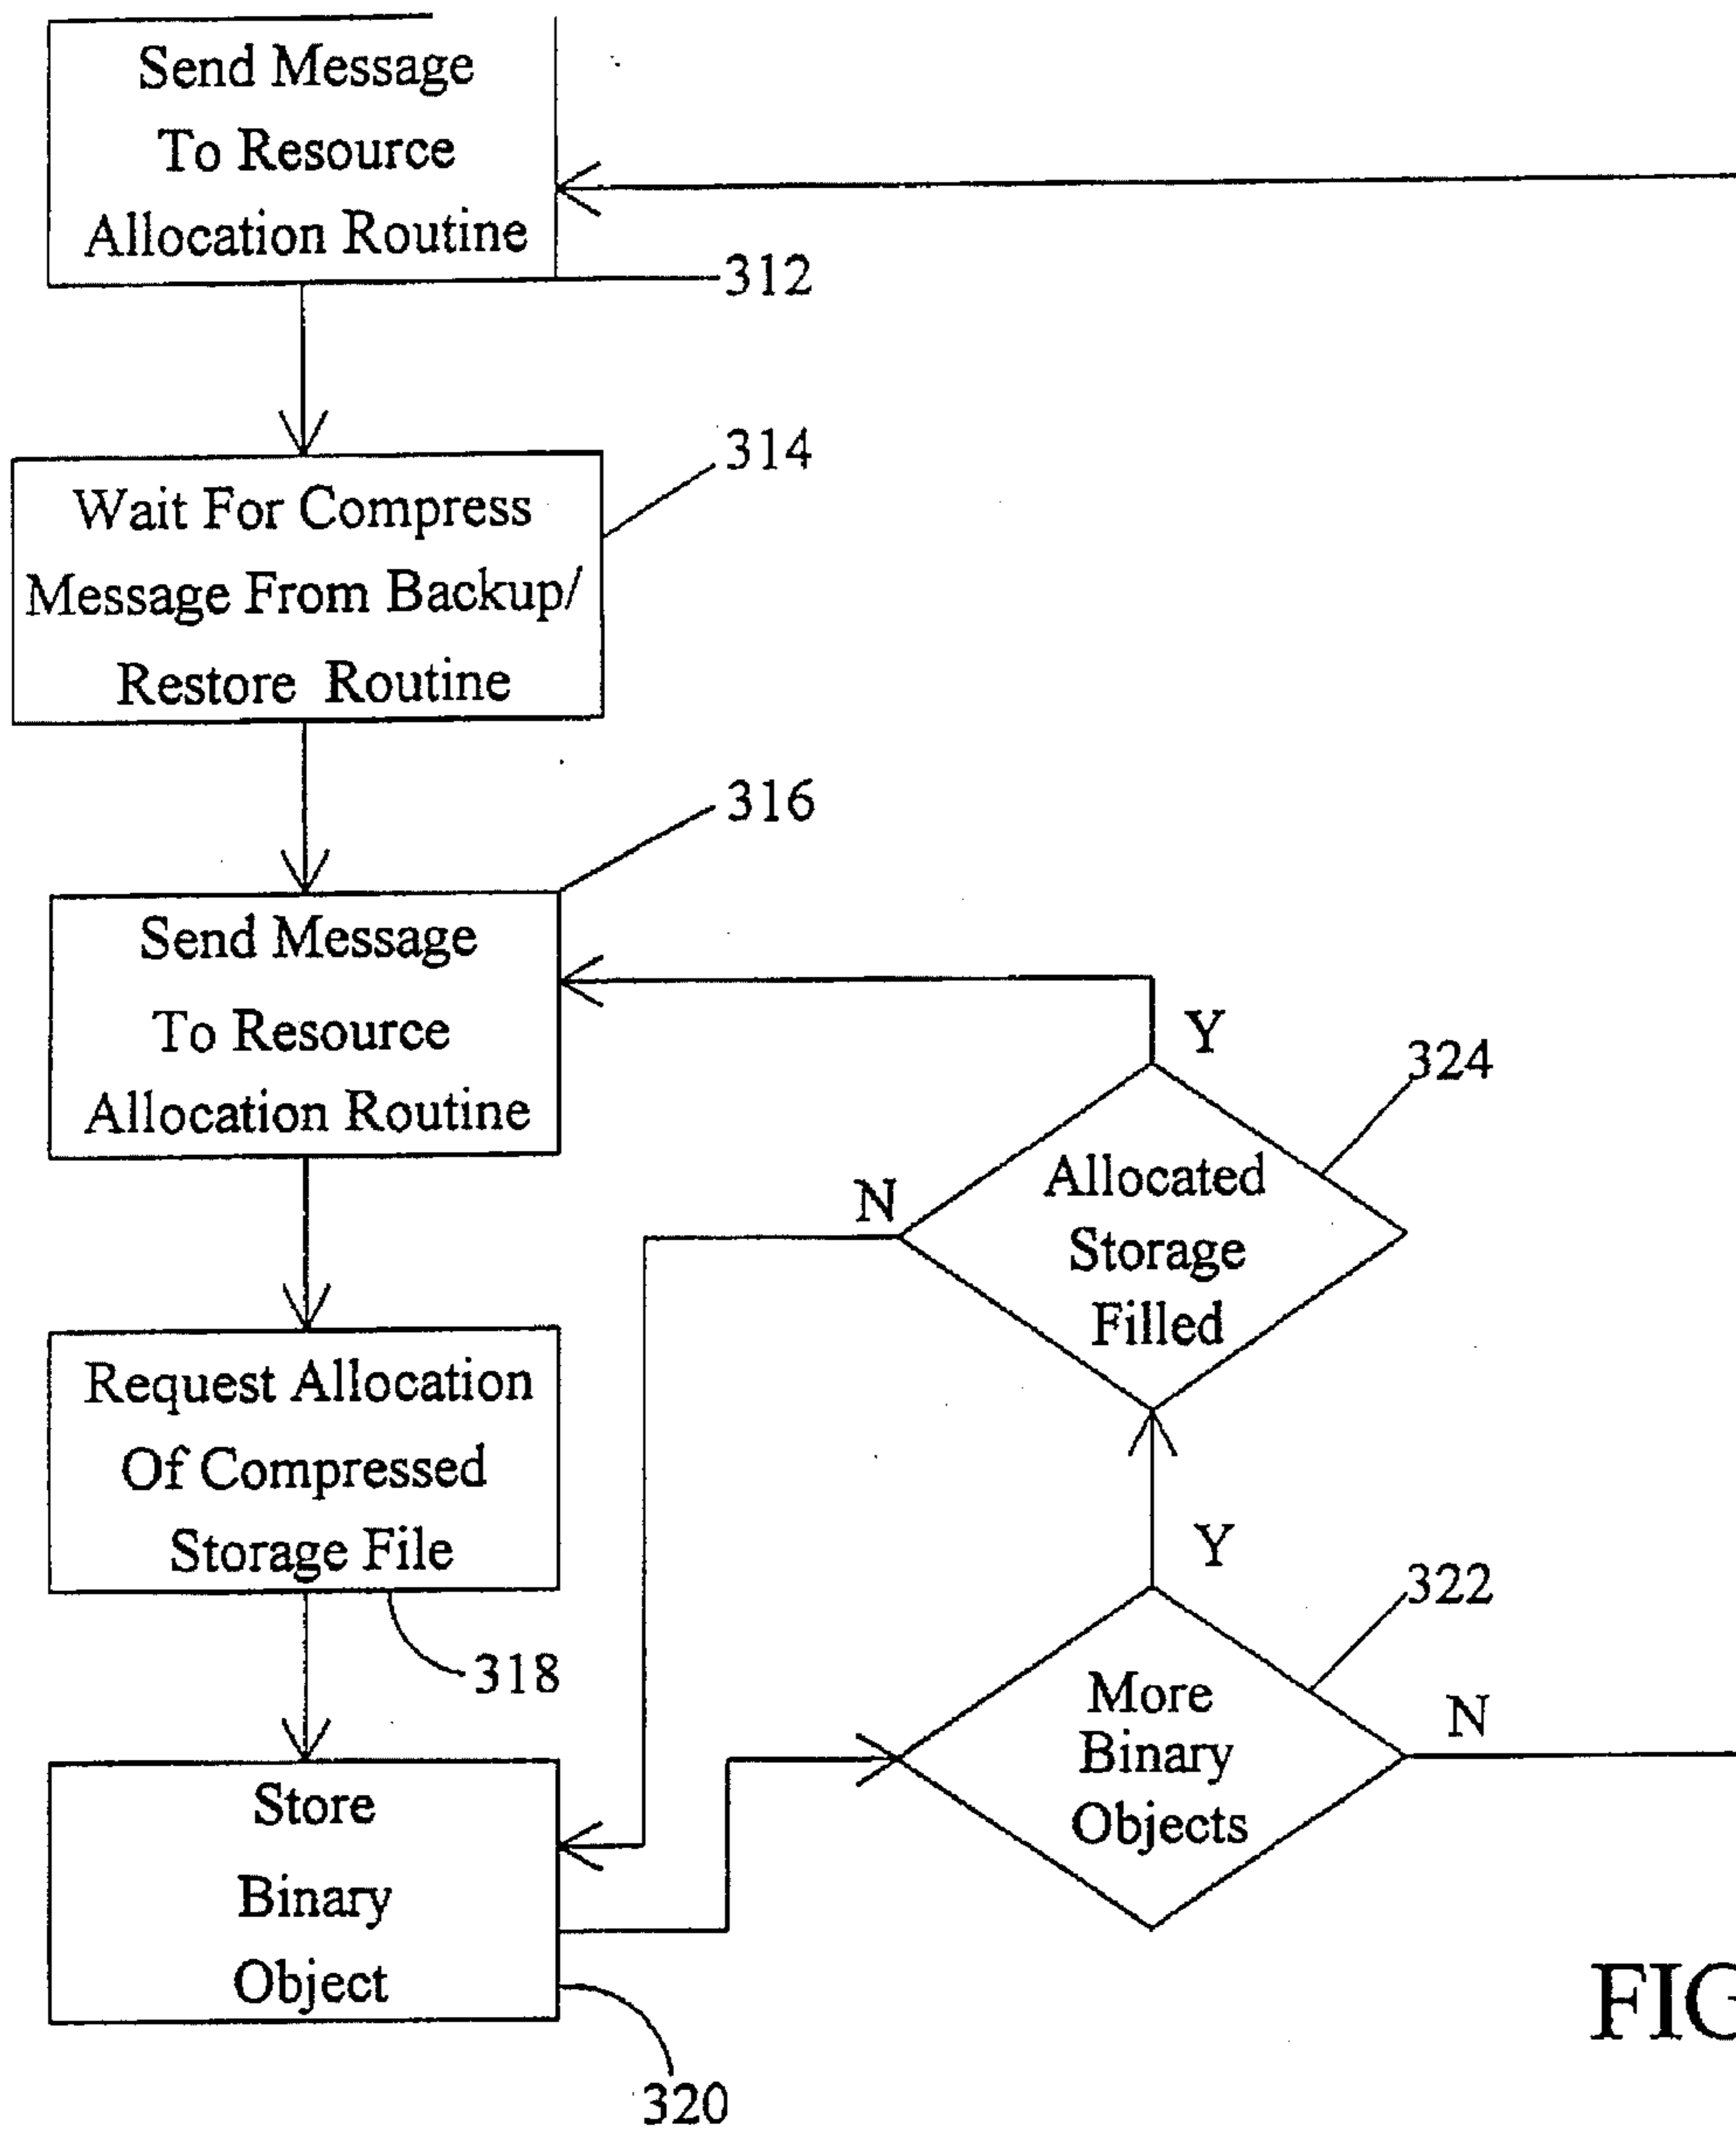 Send Message
To Resource
Allocation Routine
312
Wait For Compress
Message From Backup/
Restore Routine
314
316
Send Message
To Resource
Allocation Routine
Y
324
N
Allocated
Storage
Filled
Request Allocation
Of Compressed
Storage File
318
Y
322
More
Binary
Objects
N
Store
Binary
Object
320
FIG